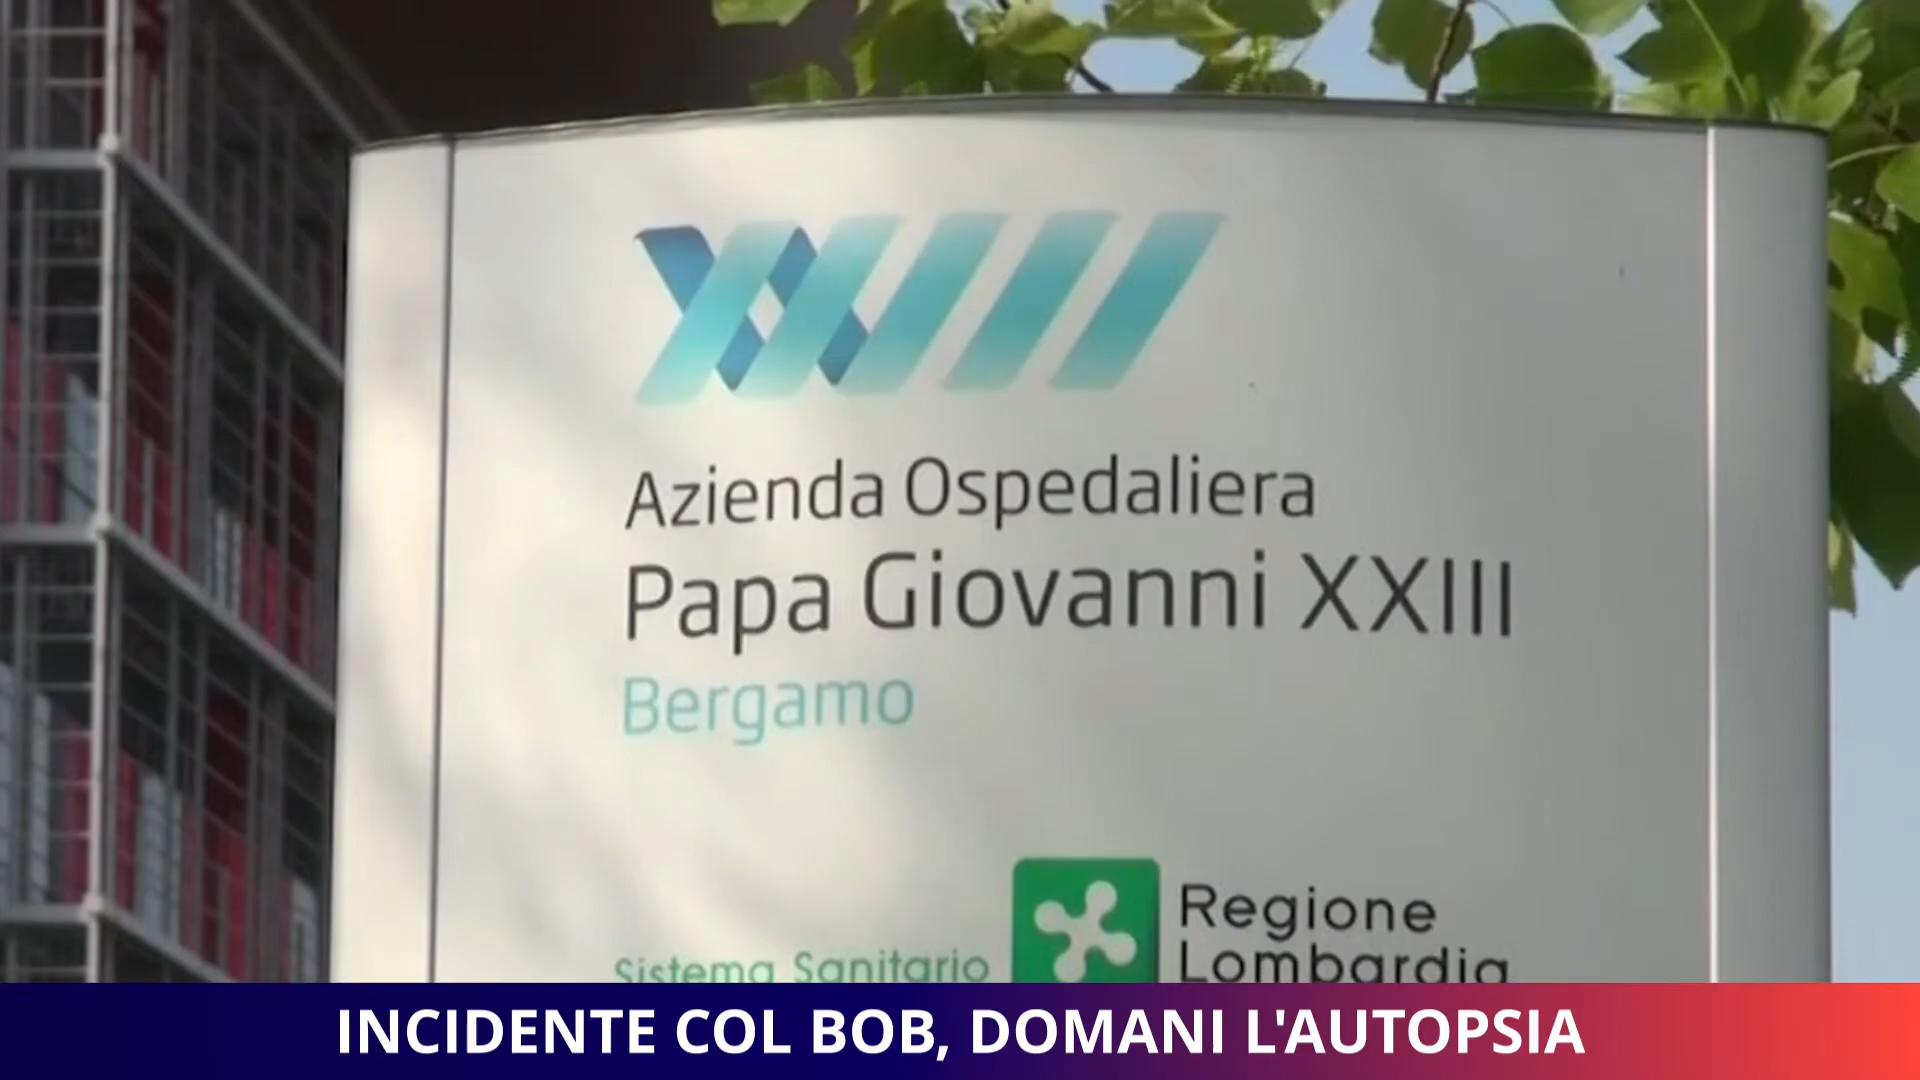 XXIII
Azienda Ospedaliera
Papa Giovanni XXIII
Bergamo
Sistema Sanitario
Regione
Lombardia
INCIDENTE COL BOB, DOMANI L'AUTOPSIA